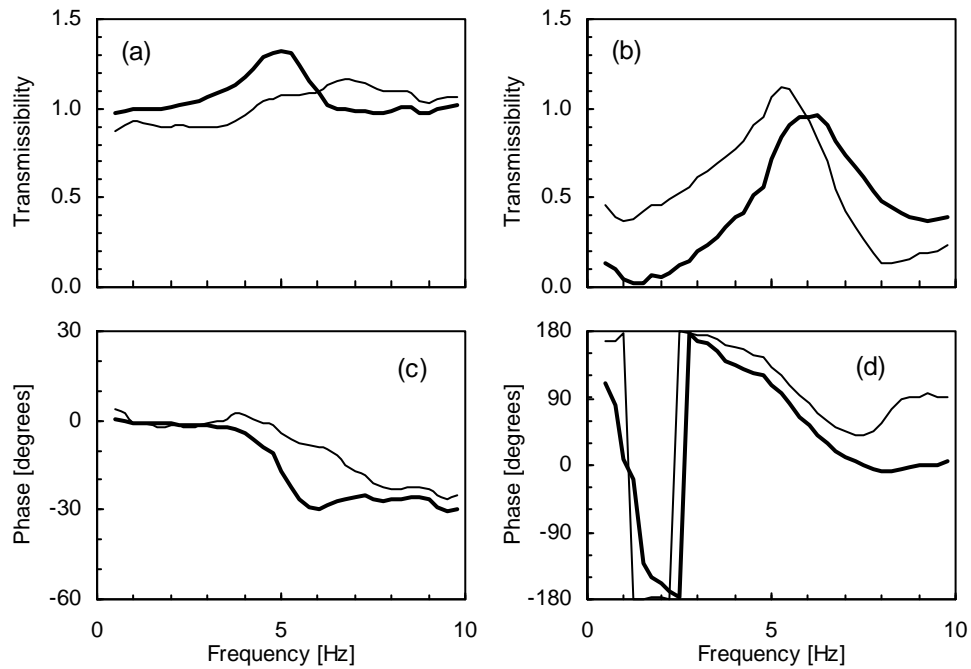 1.5
1.0
0.5
0.0
Transmissibility
(a)
1.5
1.0
0.5
0.0
Transmissibility
(b)
30
0
-30
-60
Phase [degrees]
(c)
0
5
10
Frequency [Hz]
180
90
0
-90
-180
Phase [degrees]
(d)
0
5
10
Frequency [Hz]